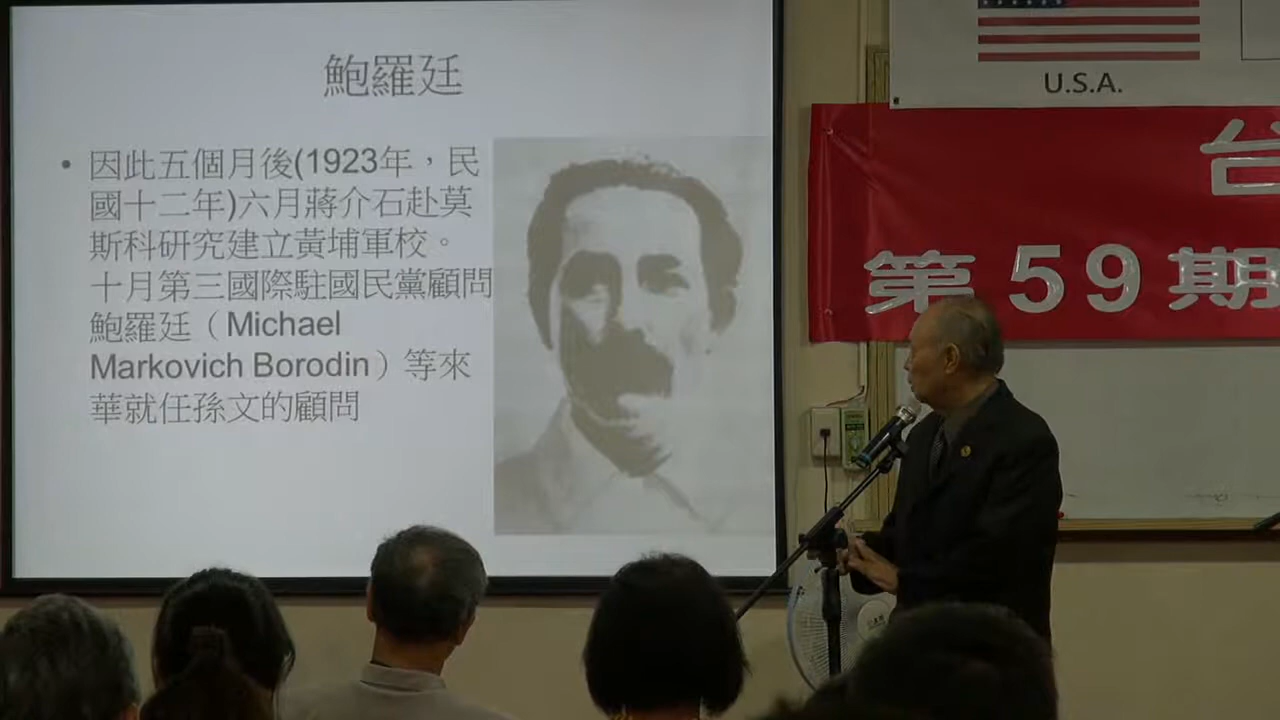 鮑羅廷
• 因此五個月後(1923年，民
國十二年)六月蔣介石赴莫
斯科研究建立黃埔軍校。
十月第三國際駐國民黨顧問
鮑羅廷（Michael
Markovich Borodin）等來
華就任孫文的顧問
U.S.A.
台
第59期